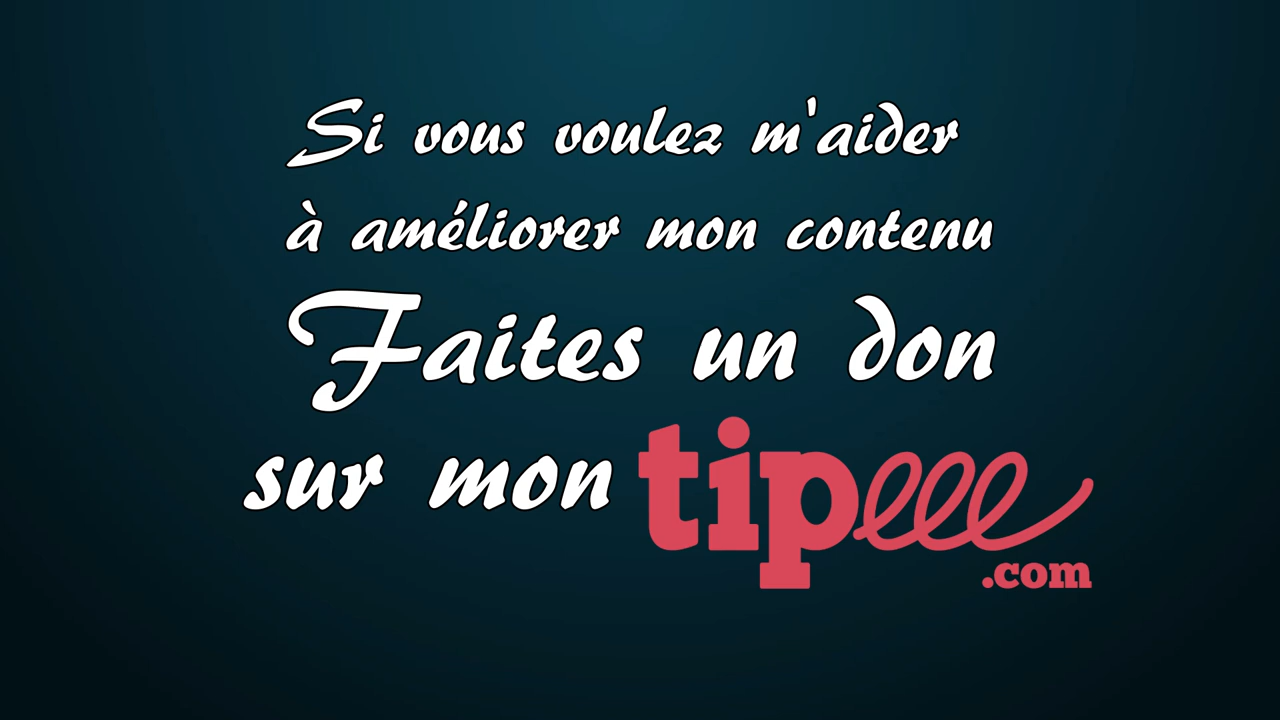 Si vous voulez m'aider
à améliorer mon contenu
Faites un don
sur mon tipeee
.com